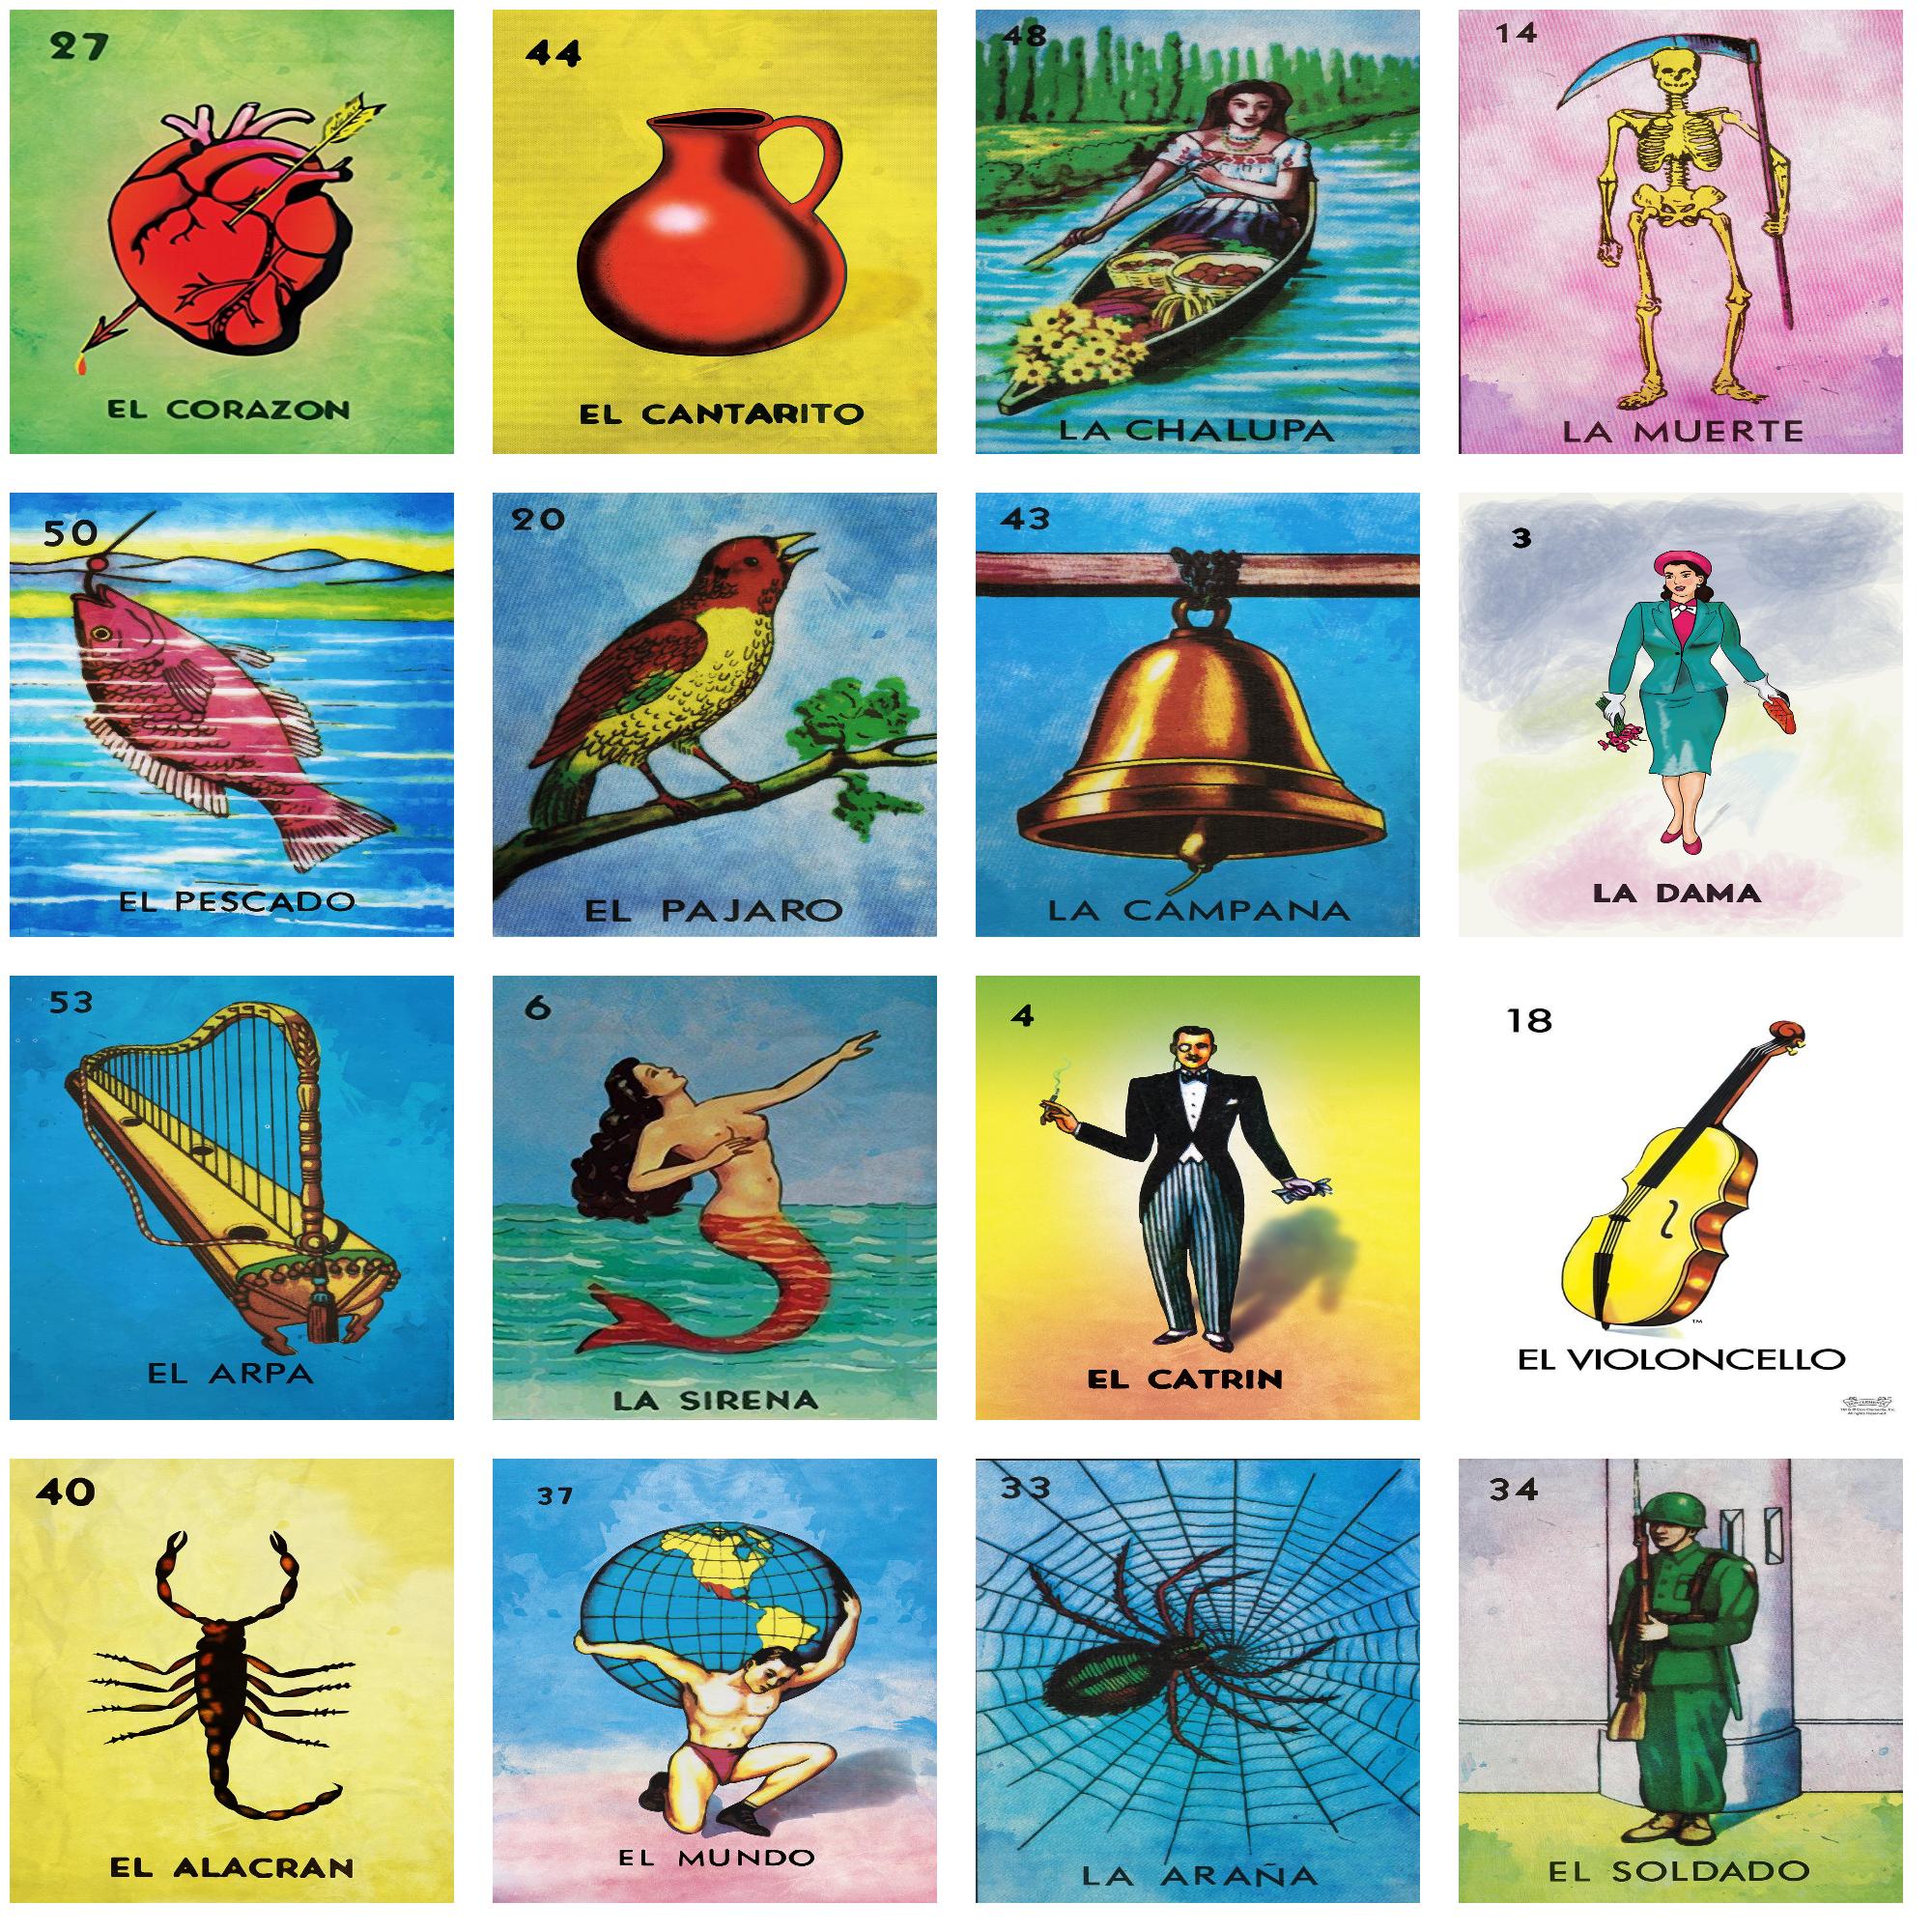 27
EL CORAZON
44
EL CANTARITO
48
LA CHALUPA
14
LA MUERTE
50
EL PESCADO
20
EL PAJARO
43
LA CAMPANA
3
LA DAMA
53
EL ARPA
6
LA SIRENA
4
EL CATRIN
18
TM
EL VIOLONCELLO
40
EL ALACRAN
37
EL MUNDO
33
LA ARAÑA
34
EL SOLDADO